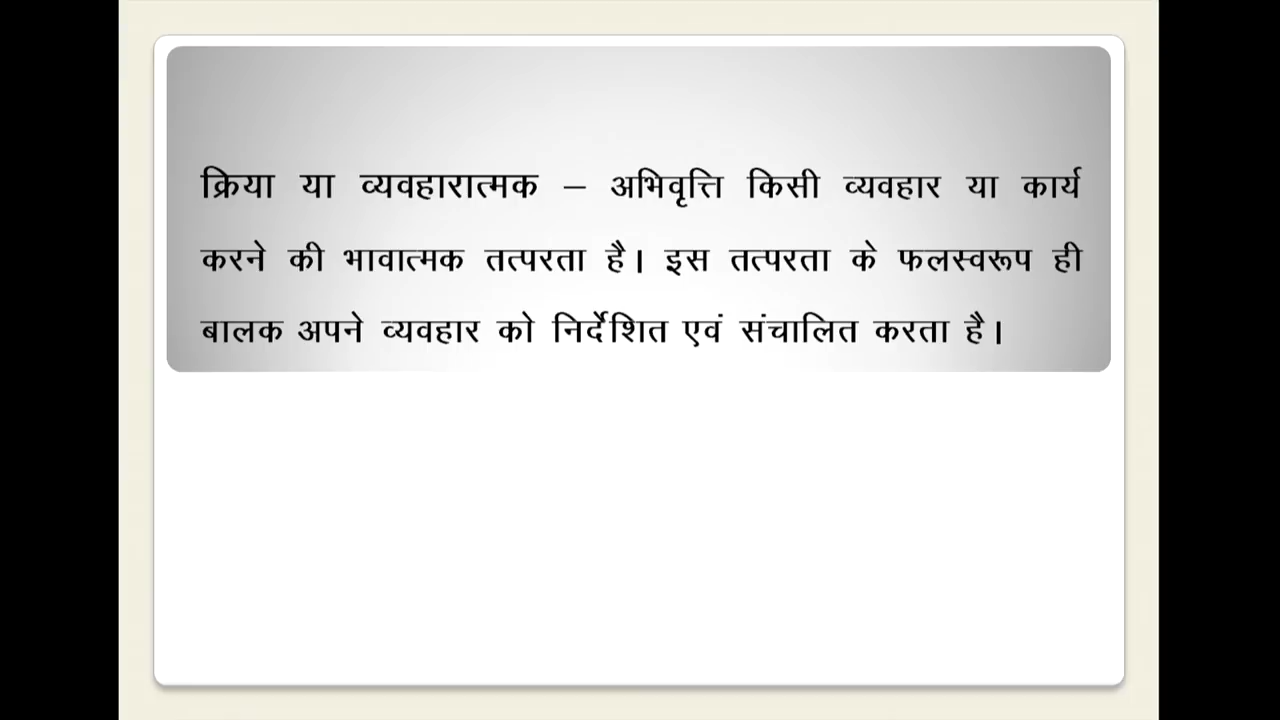 क्रिया या व्यवहारात्मक – अभिवृत्ति किसी व्यवहार या कार्य
करने की भावात्मक तत्परता है। इस तत्परता के फलस्वरूप ही
बालक अपने व्यवहार को निर्देशित एवं संचालित करता है।